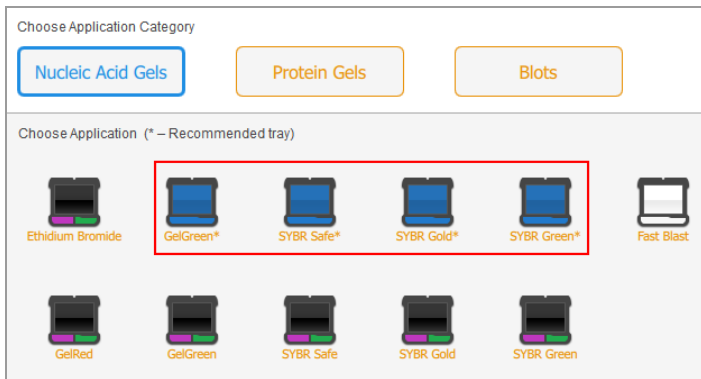 Choose Application Category
Nucleic Acid Gels Protein Gels Blots
Choose Application (* – Recommended tray)
Ethidium Bromide GelGreen* SYBR Safe* SYBR Gold* SYBR Green* Fast Blast
GelRed GelGreen SYBR Safe SYBR Gold SYBR Green